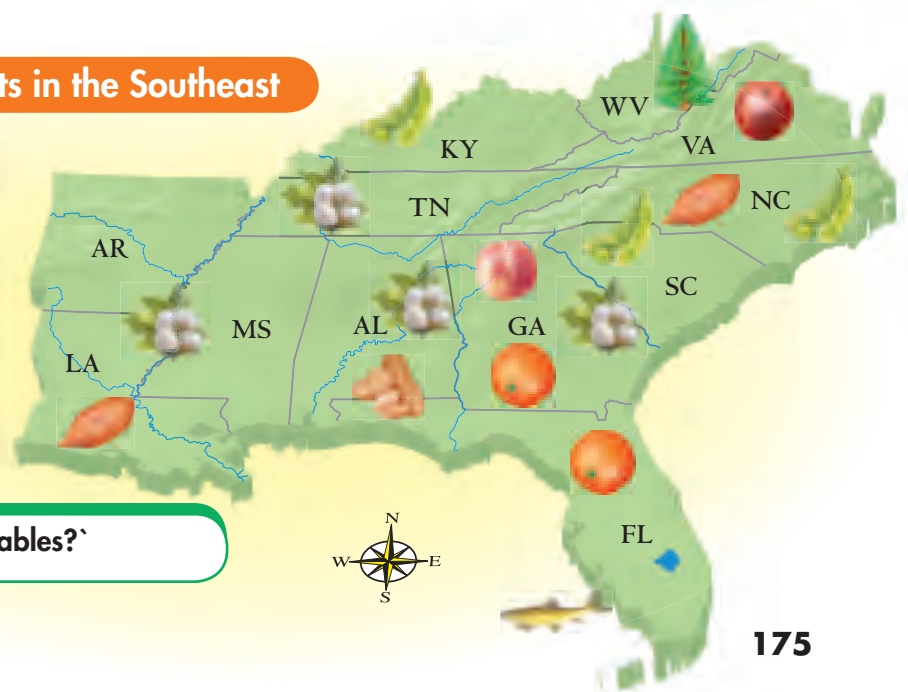 ts in the Southeast
WV
KY
VA
TN
NC
AR
SC
MS
AL
GA
LA
FL
ables?`
N
W
E
S
175